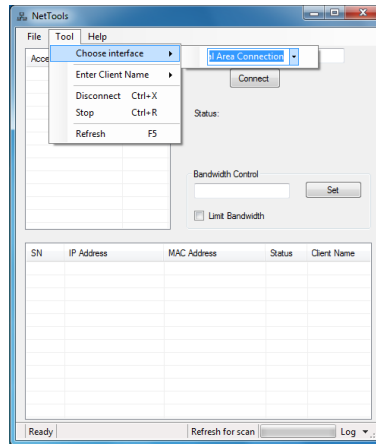 NetTools
File Tool Help
Choose interface
l Area Connection
Enter Client Name
Disconnect Ctrl+X
Stop Ctrl+R
Refresh F5
Acce
Connect
Status:
Bandwidth Control
Set
Limit Bandwidth
SN IP Address MAC Address Status Client Name
Ready Refresh for scan Log